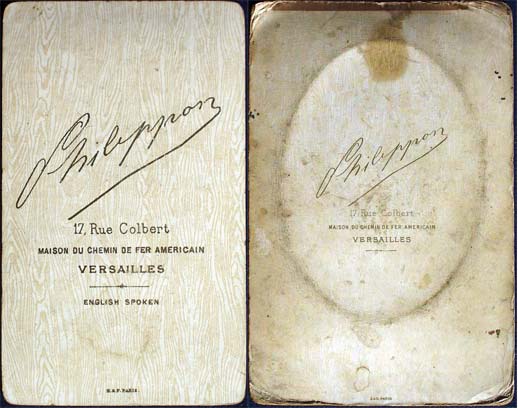 Philippon
17, Rue Colbert
MAISON DU CHEMIN DE FER AMERICAIN
VERSAILLES
ENGLISH SPOKEN
Philippon
17 Rue Colbert
MAISON DU CHEMIN DE FER AMERICAIN
VERSAILLES